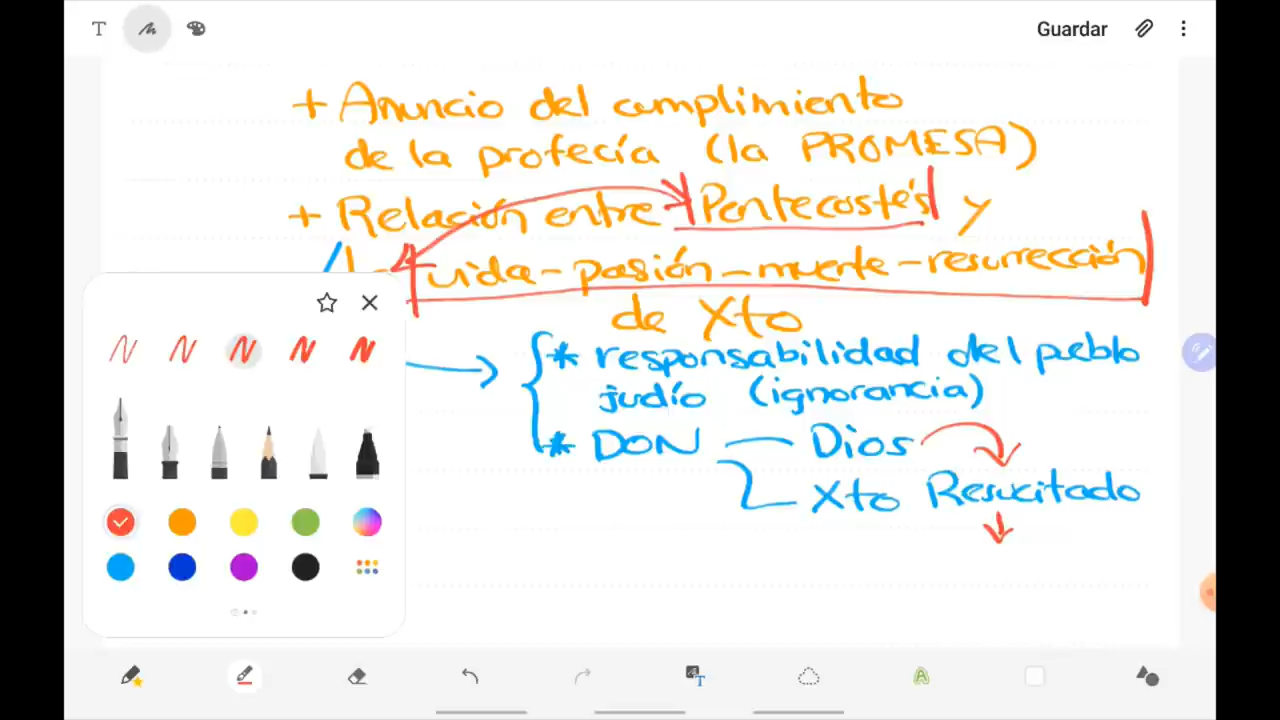 T
Guardar
+ Anuncio del cumplimiento
de la profecía (la PROMESA)
+ Relación entre Pentecostés y
vida-pasión-muerte-resurrección
de Xto
* responsabilidad del pueblo
judío (ignorancia)
* DON — Dios
Xto Resucitado